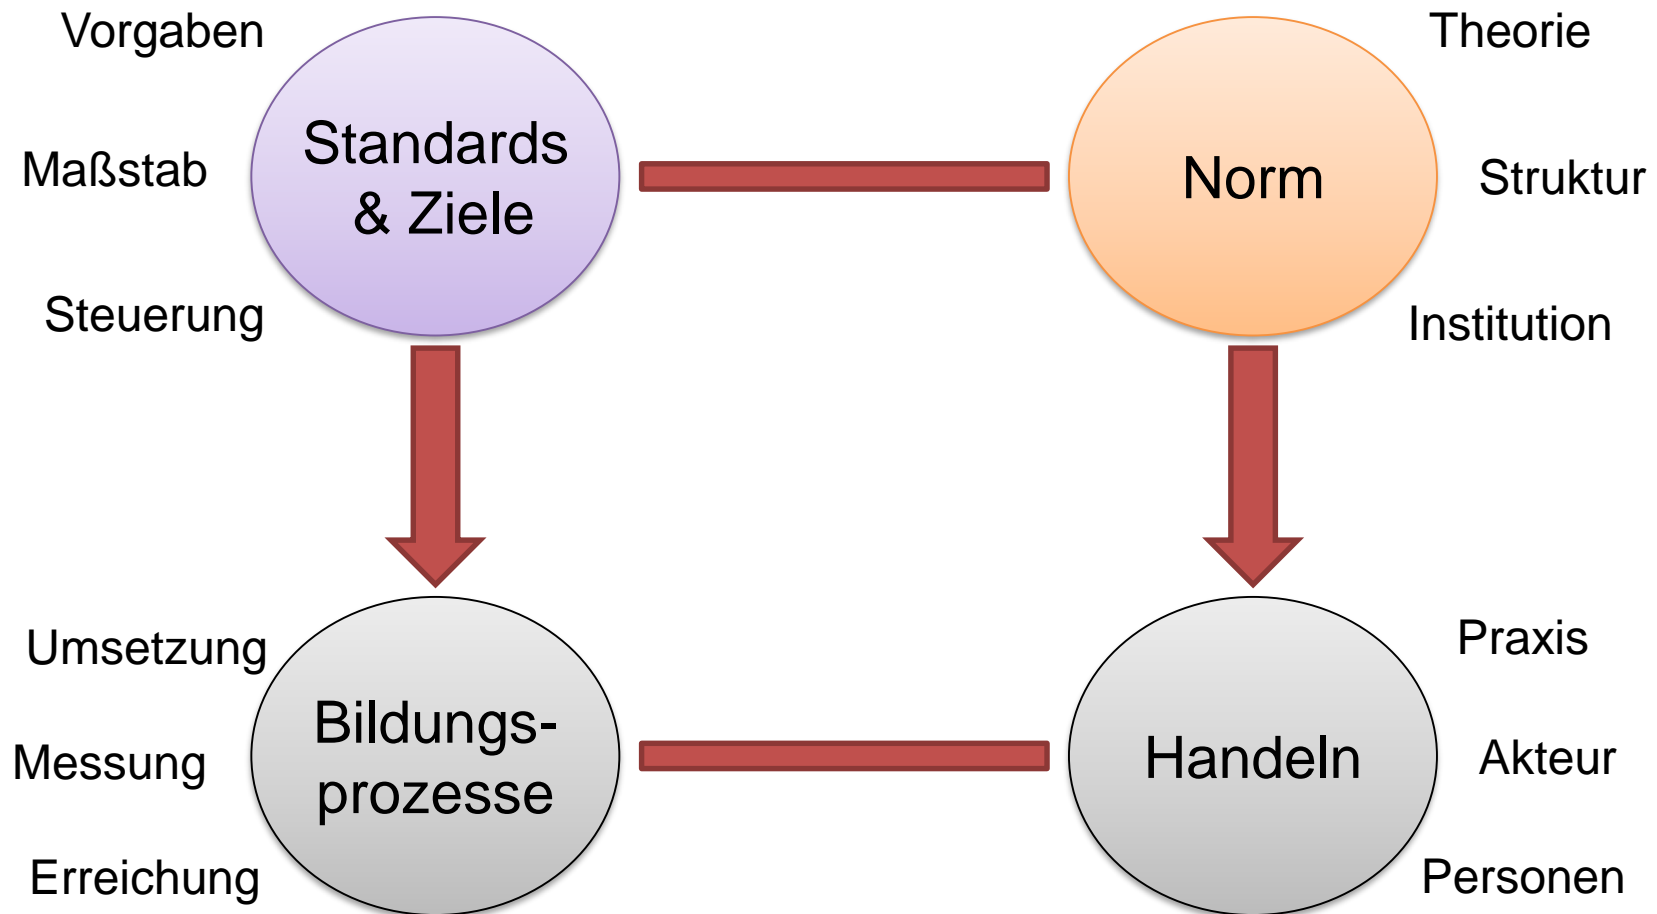 Vorgaben
Maßstab
Steuerung
Standards
& Ziele
Norm
Theorie
Struktur
Institution
Umsetzung
Messung
Erreichung
Bildungs-
prozesse
Handeln
Praxis
Akteur
Personen